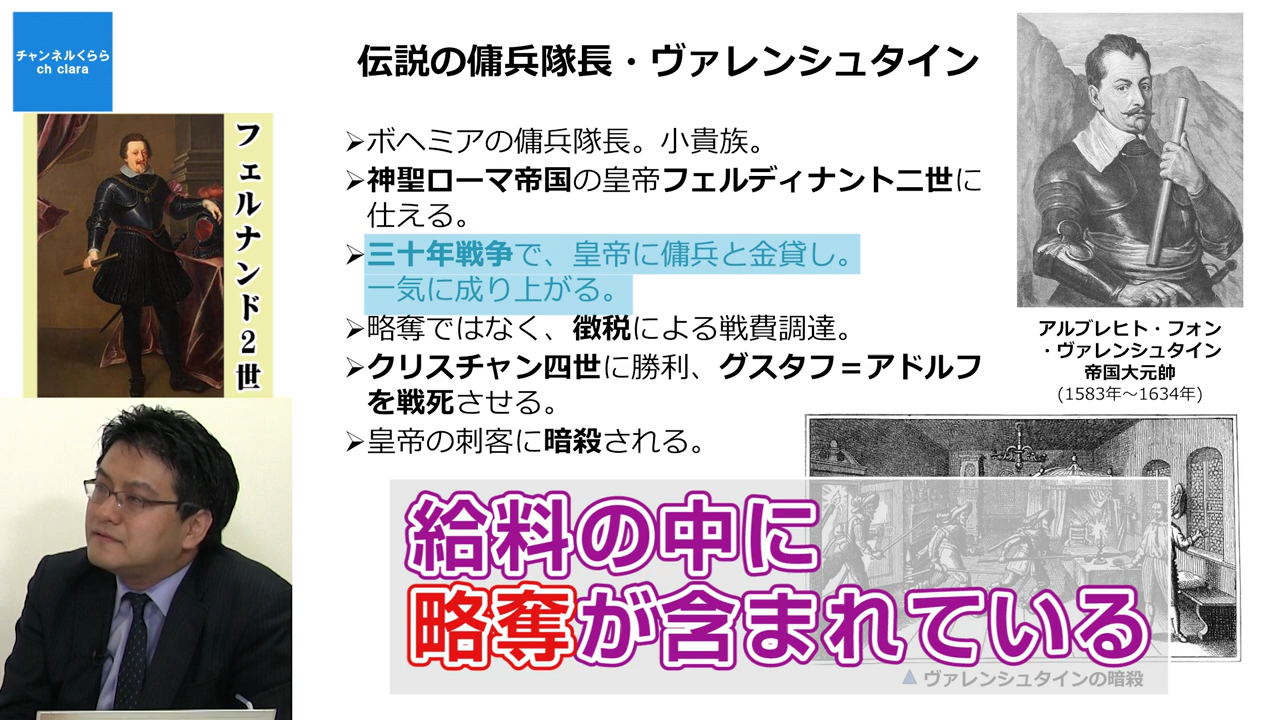 チャンネルくらら
ch clara
フェルナンド2世
伝説の傭兵隊長・ヴァレンシュタイン
➢ボヘミアの傭兵隊長。小貴族。
➢神聖ローマ帝国の皇帝フェルディナント二世に
仕える。
➢三十年戦争で、皇帝に傭兵と金貸し。
一気に成り上がる。
➢略奪ではなく、徴税による戦費調達。
➢クリスチャン四世に勝利、グスタフ＝アドルフ
を戦死させる。
➢皇帝の刺客に暗殺される。
アルブレヒト・フォン
・ヴァレンシュタイン
帝国大元帥
(1583年～1634年)
給料の中に
略奪が含まれている
▲ヴァレンシュタインの暗殺